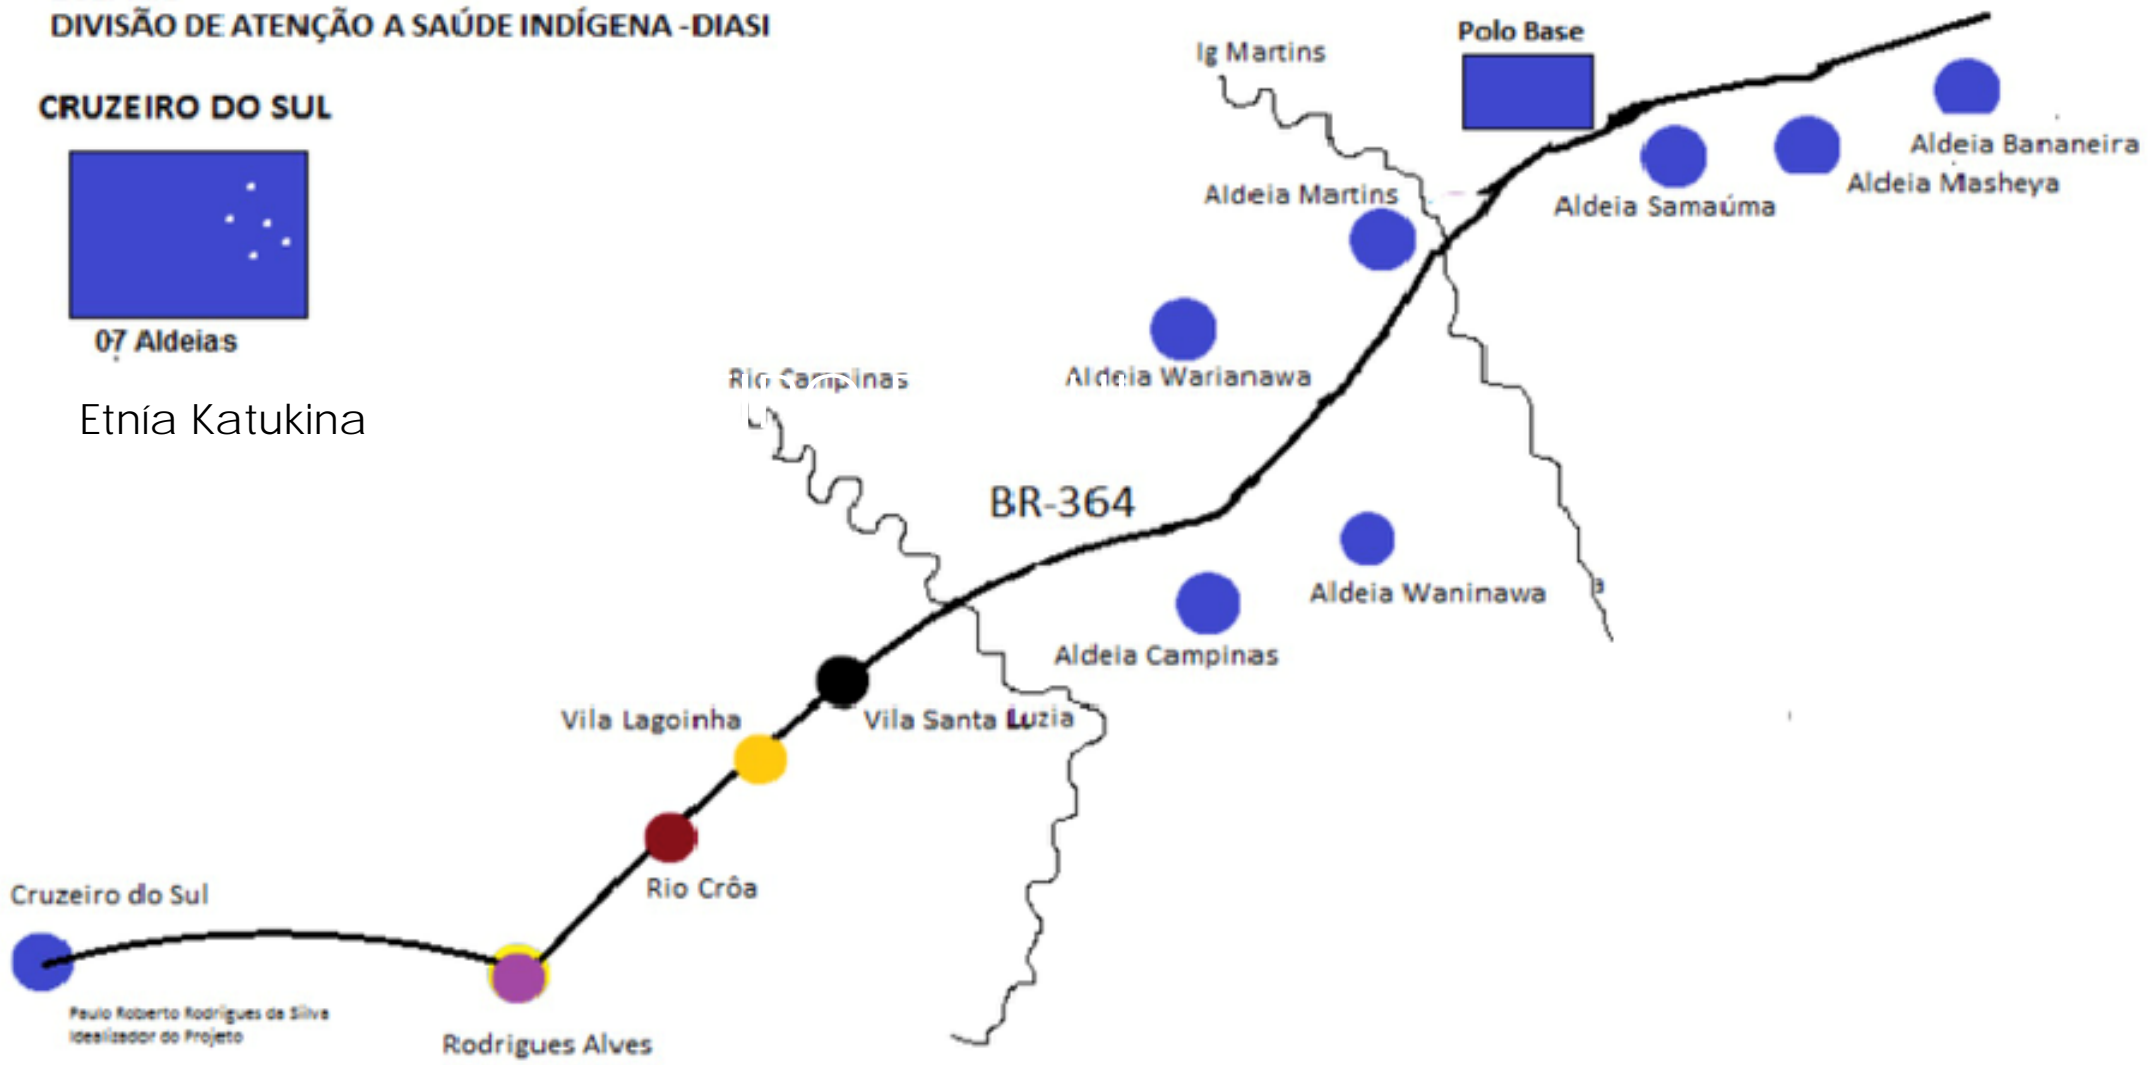 DIVISÃO DE ATENÇÃO A SAÚDE INDÍGENA -DIASI
CRUZEIRO DO SUL
07 Aldeias
Etnía Katukina
Ig Martins
Polo Base
Aldeia Bananeira
Aldeia Masheya
Aldeia Martins
Aldeia Samaúma
Rio Campinas
Aldeia Warianawa
BR-364
Aldeia Waninawa
Aldeia Campinas
Vila Lagoinha
Vila Santa Luzia
Rio Crôa
Cruzeiro do Sul
Paulo Roberto Rodrigues da Silva
Idealizador do Projeto
Rodrigues Alves